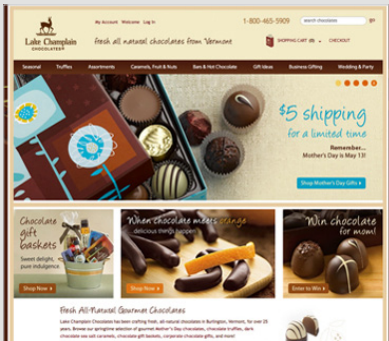 My Account Welcome Log In
1-800-465-5909
search chocolates
Lake Champlain
CHOCOLATES
fresh all natural chocolates from Vermont
SHOPPING CART (0)
CHECKOUT
Seasonal Truffles Assortments Caramels, Fruit & Nuts Bars & Hot Chocolate Gift Ideas Business Gifting Wedding & Party
$5 shipping
for a limited time
Remember...
Mother's Day is May 13!
Shop Mother's Day Gifts
Chocolate
gift
baskets
Sweet delight,
pure indulgence.
Shop Now
When chocolate meets orange
delicious things happen
Shop Now
Win chocolate
for mom!
Enter to Win
Fresh All-Natural Gourmet Chocolates
Lake Champlain Chocolates has been crafting fresh, all-natural chocolates in Burlington, Vermont, for over 25
years. Browse our springtime selection of gourmet Mother's Day chocolates, chocolate truffles, dark
chocolate sea salt caramels, chocolate gift baskets, corporate chocolate gifts, and more!